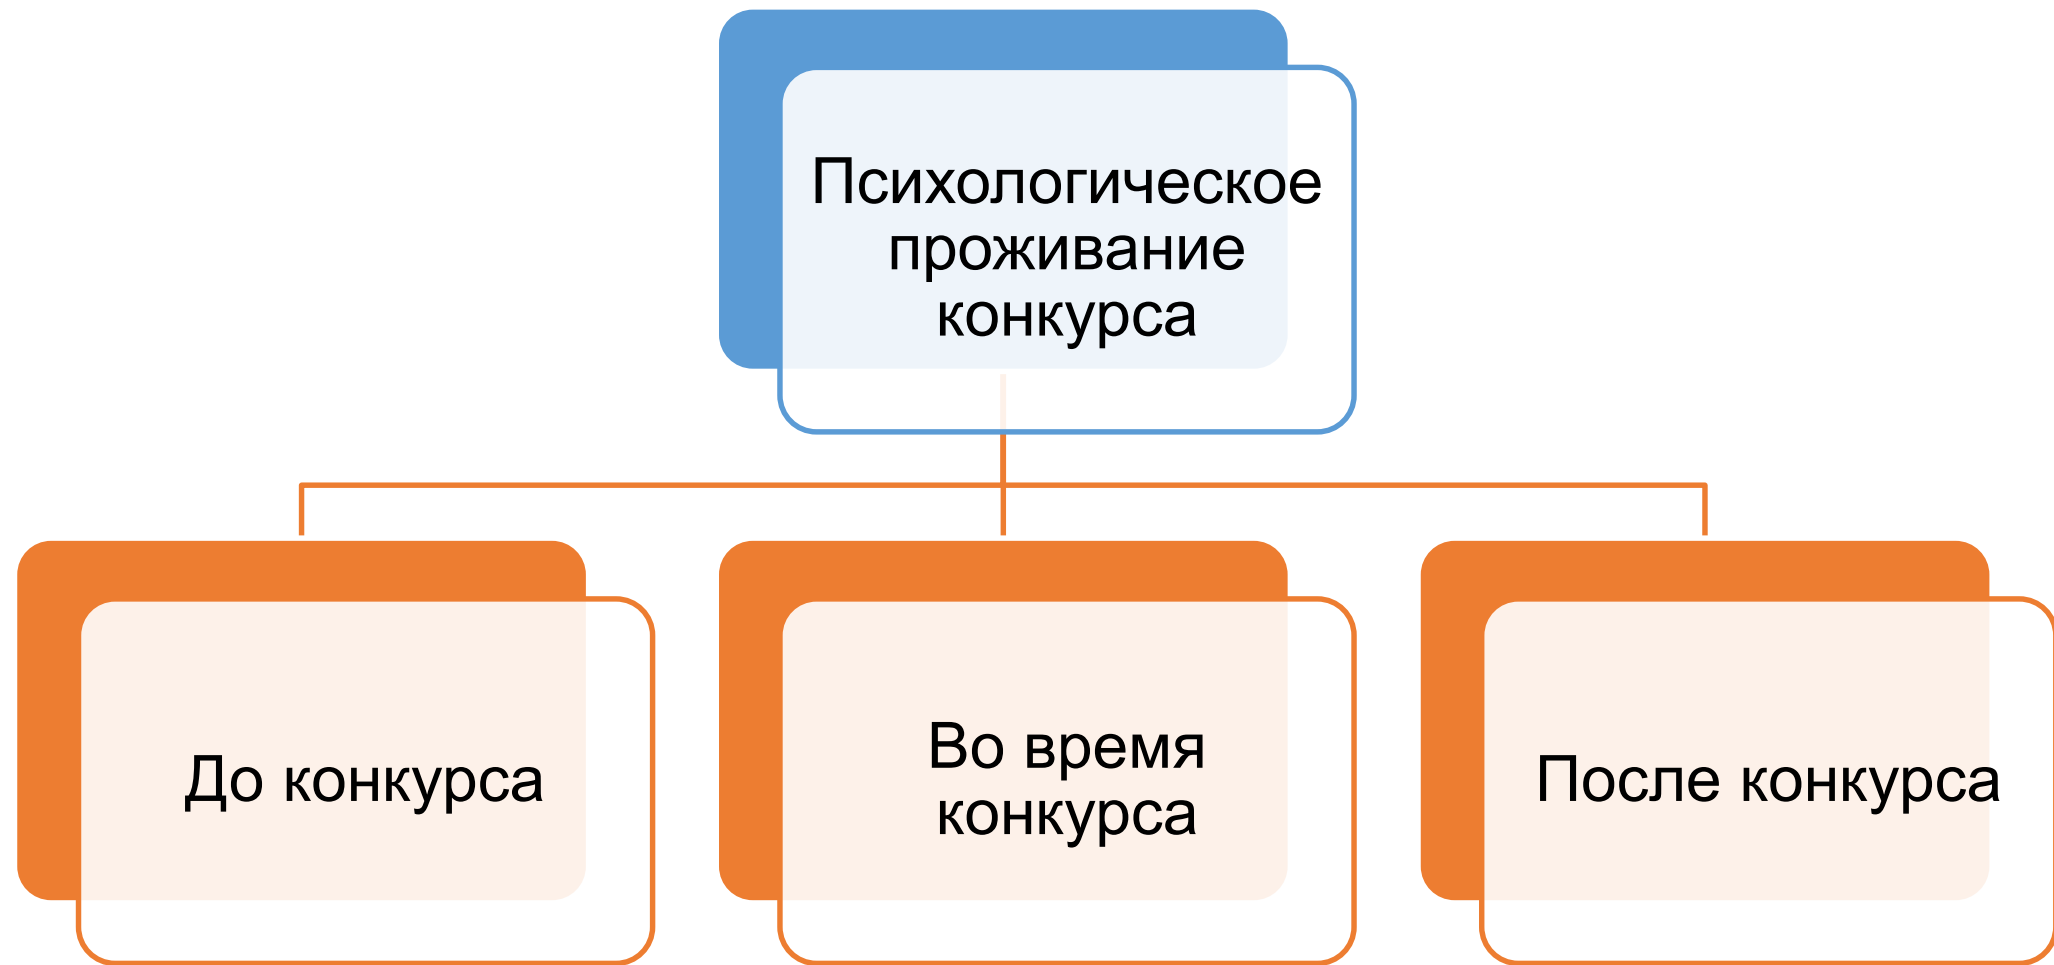 Психологическое
проживание
конкурса
До конкурса
Во время
конкурса
После конкурса